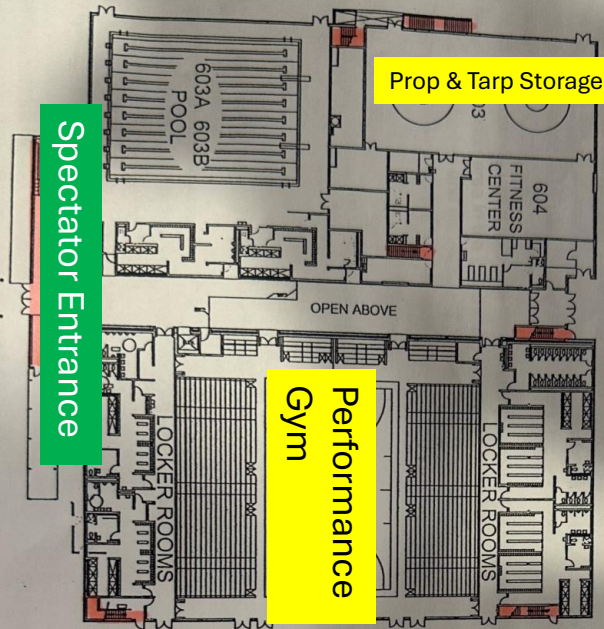 Prop & Tarp Storage
03
603A 603B
POOL
604
FITNESS
CENTER
Spectator Entrance
OPEN ABOVE
Performance
Gym
LOCKER ROOMS
LOCKER ROOMS